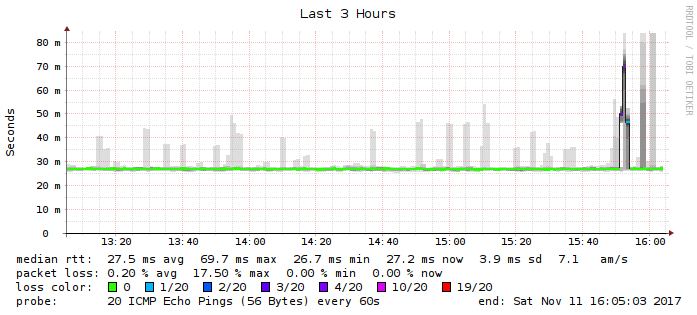 Last 3 Hours
RRDTOOL / TOBI OETIKER
Seconds
80 m
70 m
60 m
50 m
40 m
30 m
20 m
10 m
0
13:20 13:40 14:00 14:20 14:40 15:00 15:20 15:40 16:00
median rtt: 27.5 ms avg 69.7 ms max 26.7 ms min 27.2 ms now 3.9 ms sd 7.1 am/s
packet loss: 0.20 % avg 17.50 % max 0.00 % min 0.00 % now
loss color: 0 1/20 2/20 3/20 4/20 10/20 19/20
probe: 20 ICMP Echo Pings (56 Bytes) every 60s end: Sat Nov 11 16:05:03 2017